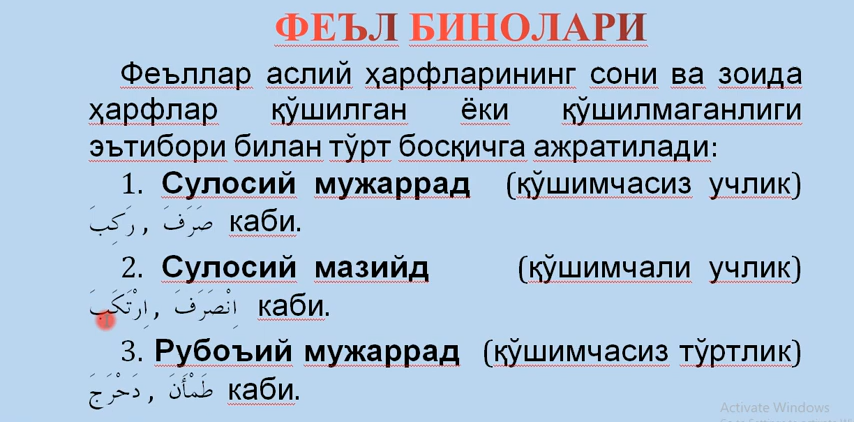 ФЕЪЛ БИНОЛАРИ
Феъллар аслий ҳарфларининг сони ва зоида
ҳарфлар қўшилган ёки қўшилмаганлиги
эътибори билан тўрт босқичга ажратилади:
1. Сулосий мужаррад (қўшимчасиз учлик)
صَرَفَ , رَكِبَ каби.
2. Сулосий мазийд (қўшимчали учлик)
اِنْصَرَفَ , اِرْتَكَبَ каби.
3. Рубоъий мужаррад (қўшимчасиз тўртлик)
طَمْأَنَ , دَحْرَجَ каби.
Activate Windows